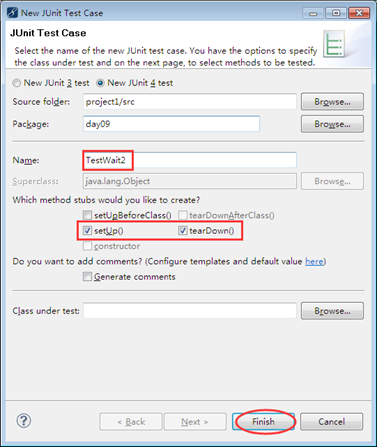 New JUnit Test Case
JUnit Test Case
Select the name of the new JUnit test case. You have the options to specify
the class under test and on the next page, to select methods to be tested.
New JUnit 3 test New JUnit 4 test
Source folder: project1/src Browse...
Package: day09 Browse...
Name: TestWait2
Superclass: java.lang.Object Browse...
Which method stubs would you like to create?
setUpBeforeClass() tearDownAfterClass()
setUp() tearDown()
constructor
Do you want to add comments? (Configure templates and default value here)
Generate comments
Class under test: Browse...
? < Back Next > Finish Cancel